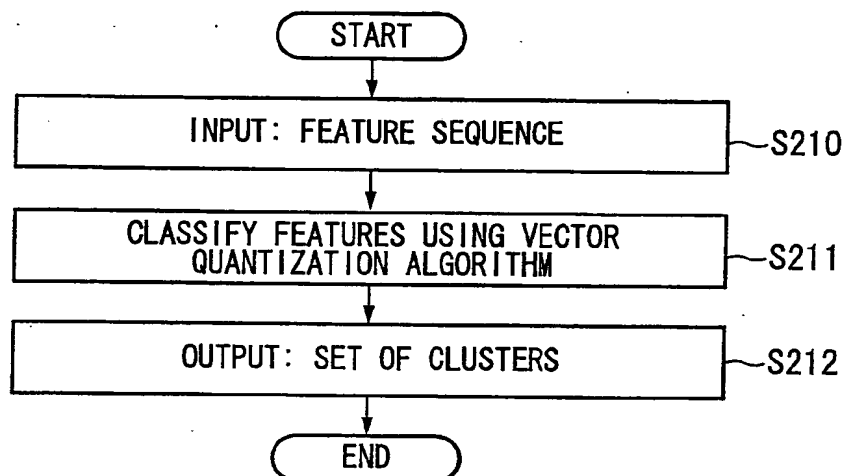 START
INPUT: FEATURE SEQUENCE
S210
CLASSIFY FEATURES USING VECTOR
QUANTIZATION ALGORITHM
S211
OUTPUT: SET OF CLUSTERS
S212
END